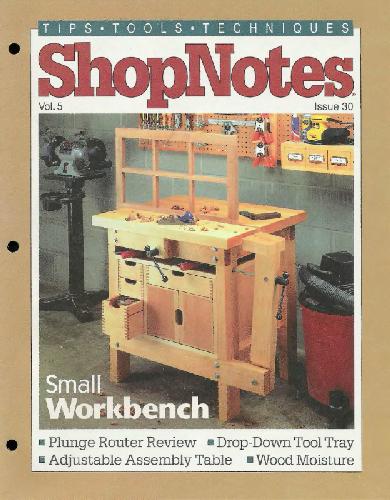 TIPS • TOOLS • TECHNIQUES
ShopNotes
Vol. 5 Issue 30
Small
Workbench
■ Plunge Router Review ■ Drop-Down Tool Tray
■ Adjustable Assembly Table ■ Wood Moisture